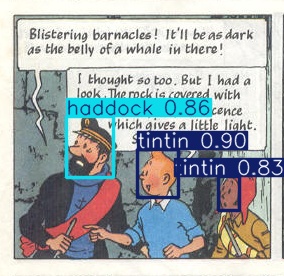 Blistering barnacles! It'll be as dark
as the belly of a whale in there!
I thought so too. But I had a
look. The rock is covered with
cence
which gives a little light.
haddock 0.86
tintin 0.90
tintin 0.83